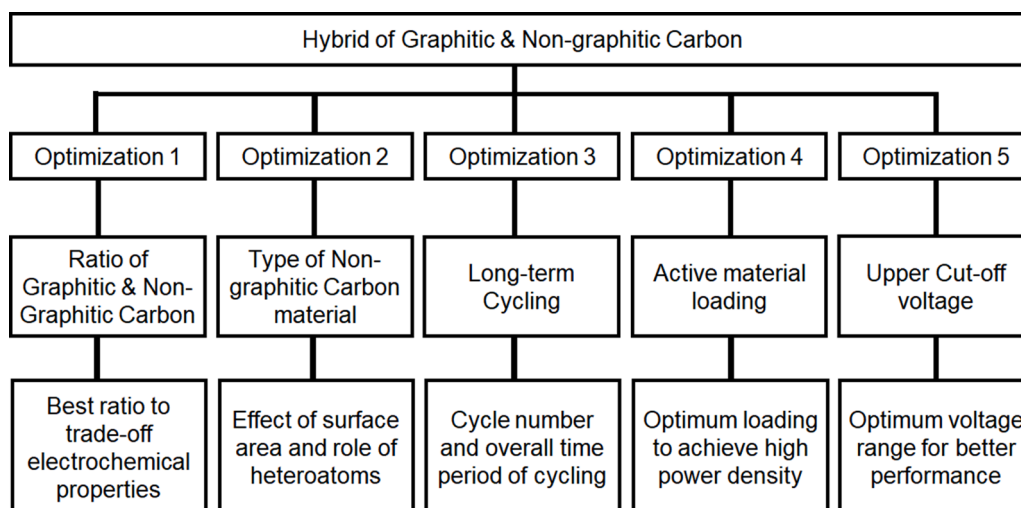 Hybrid of Graphitic & Non-graphitic Carbon
Optimization 1
Optimization 2
Optimization 3
Optimization 4
Optimization 5
Ratio of
Graphitic & Non-
Graphitic Carbon
Type of Non-
graphitic Carbon
material
Long-term
Cycling
Active material
loading
Upper Cut-off
voltage
Best ratio to
trade-off
electrochemical
properties
Effect of surface
area and role of
heteroatoms
Cycle number
and overall time
period of cycling
Optimum loading
to achieve high
power density
Optimum voltage
range for better
performance